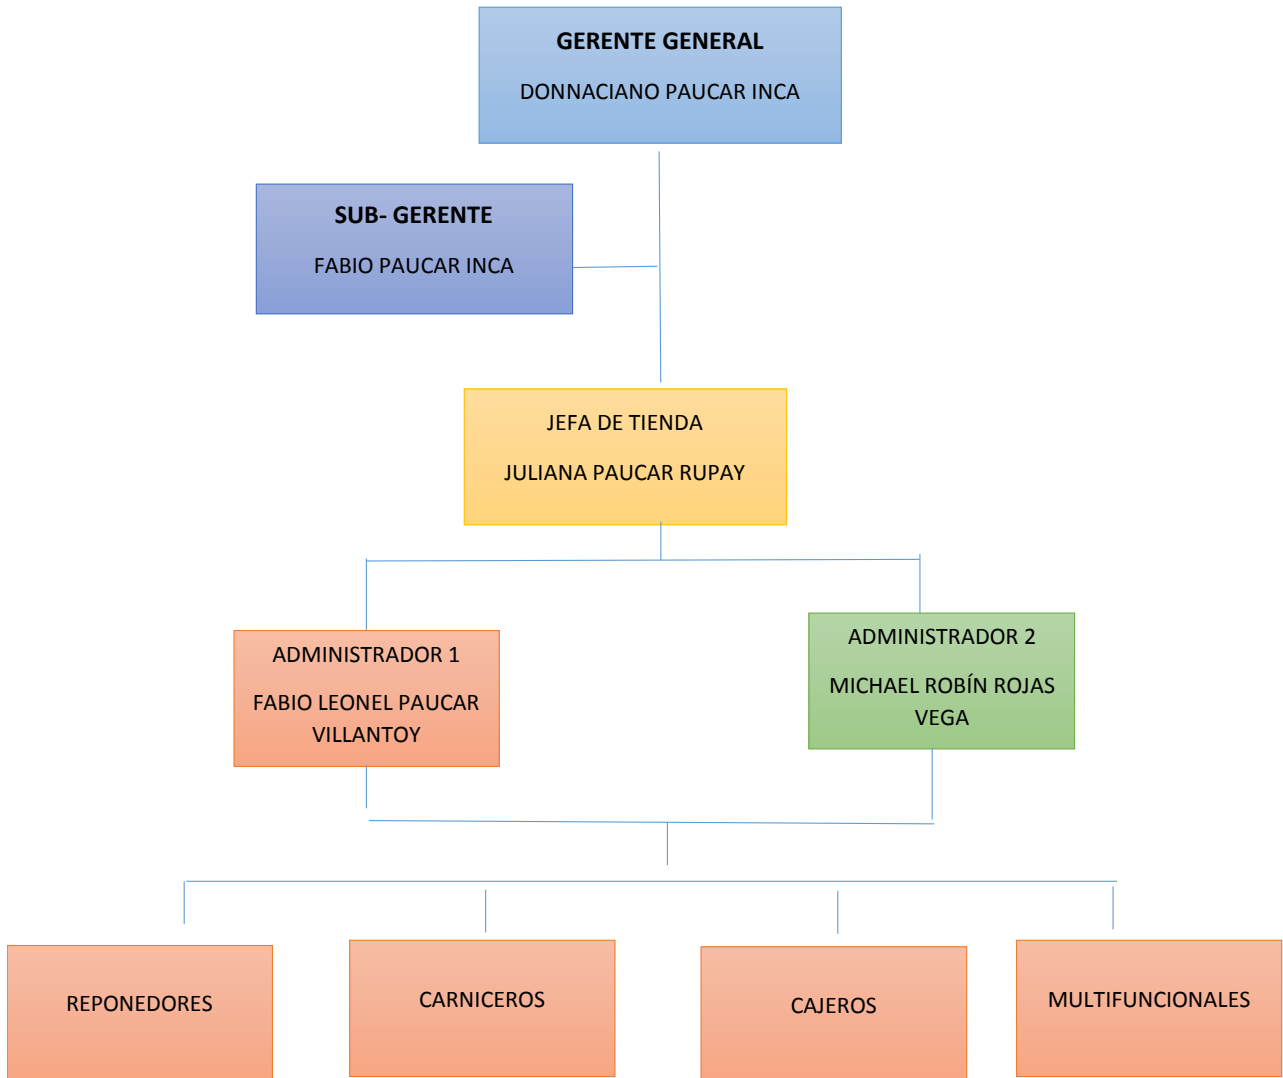 GERENTE GENERAL
DONNACIANO PAUCAR INCA
SUB- GERENTE
FABIO PAUCAR INCA
JEFA DE TIENDA
JULIANA PAUCAR RUPAY
ADMINISTRADOR 1
FABIO LEONEL PAUCAR
VILLANTOY
ADMINISTRADOR 2
MICHAEL ROBÍN ROJAS
VEGA
REPONEDORES
CARNICEROS
CAJEROS
MULTIFUNCIONALES